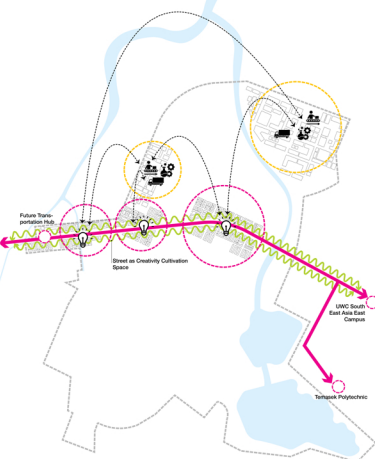 Future Trans-
portation Hub
Street as Creativity Cultivation
Space
UWC South
East Asia East
Campus
Temasek Polytechnic